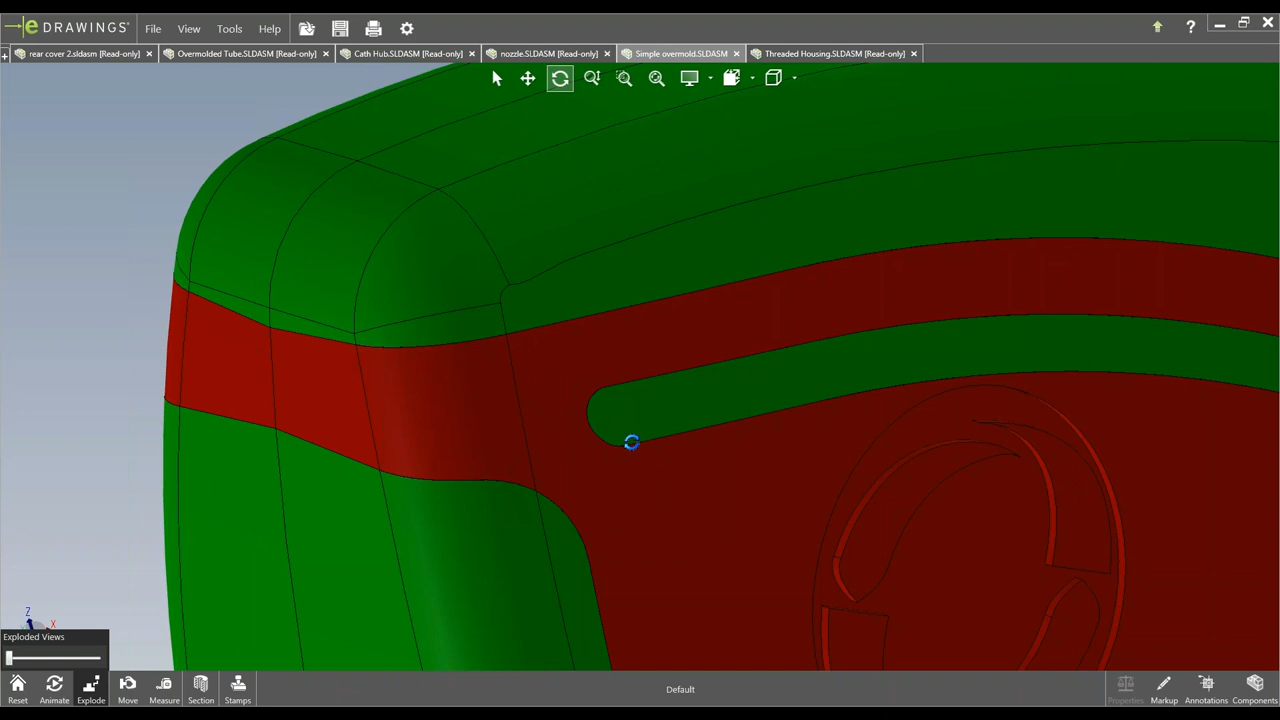 eDRAWINGS® File View Tools Help ?
rear cover 2.sldasm [Read-only] Overmolded Tube.SLDASM [Read-only] Cath Hub.SLDASM [Read-only] nozzle.SLDASM [Read-only] Simple overmold.SLDASM Threaded Housing.SLDASM [Read-only]
Z
X
Exploded Views
Reset Animate Explode Move Measure Section Stamps Default Properties Markup Annotations Components